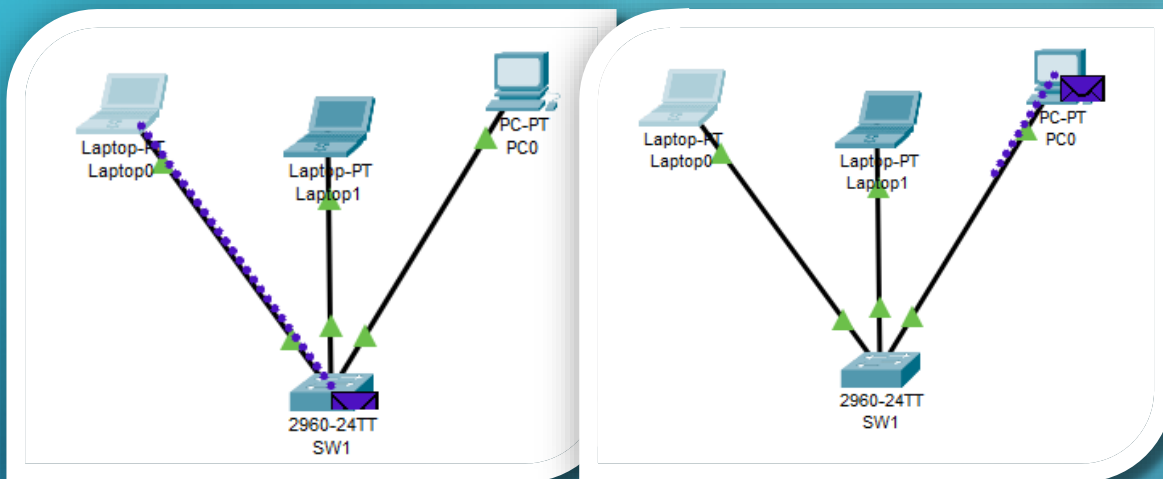 PC-PT
PC0
Laptop-PT
Laptop0
Laptop-PT
Laptop1
2960-24TT
SW1
PC-PT
PC0
Laptop-PT
Laptop0
Laptop-PT
Laptop1
2960-24TT
SW1